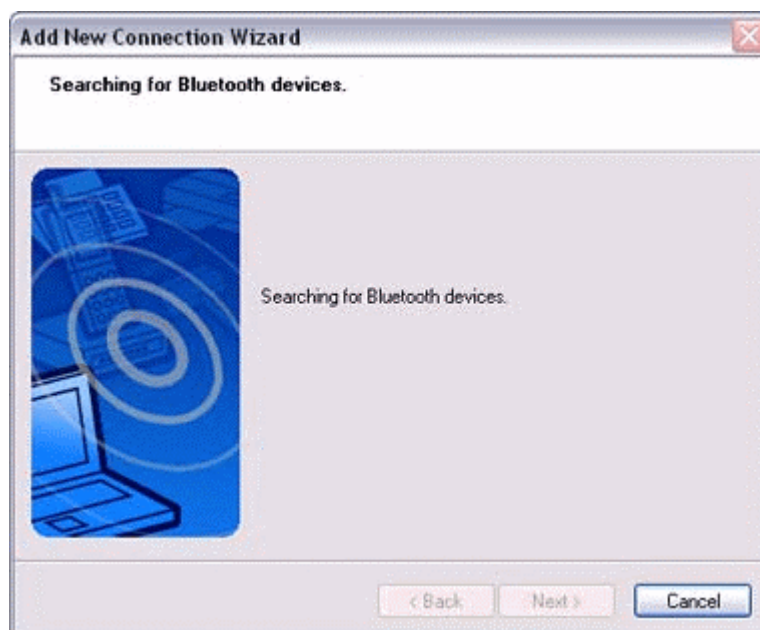 Add New Connection Wizard
Searching for Bluetooth devices.
Searching for Bluetooth devices.
< Back Next > Cancel